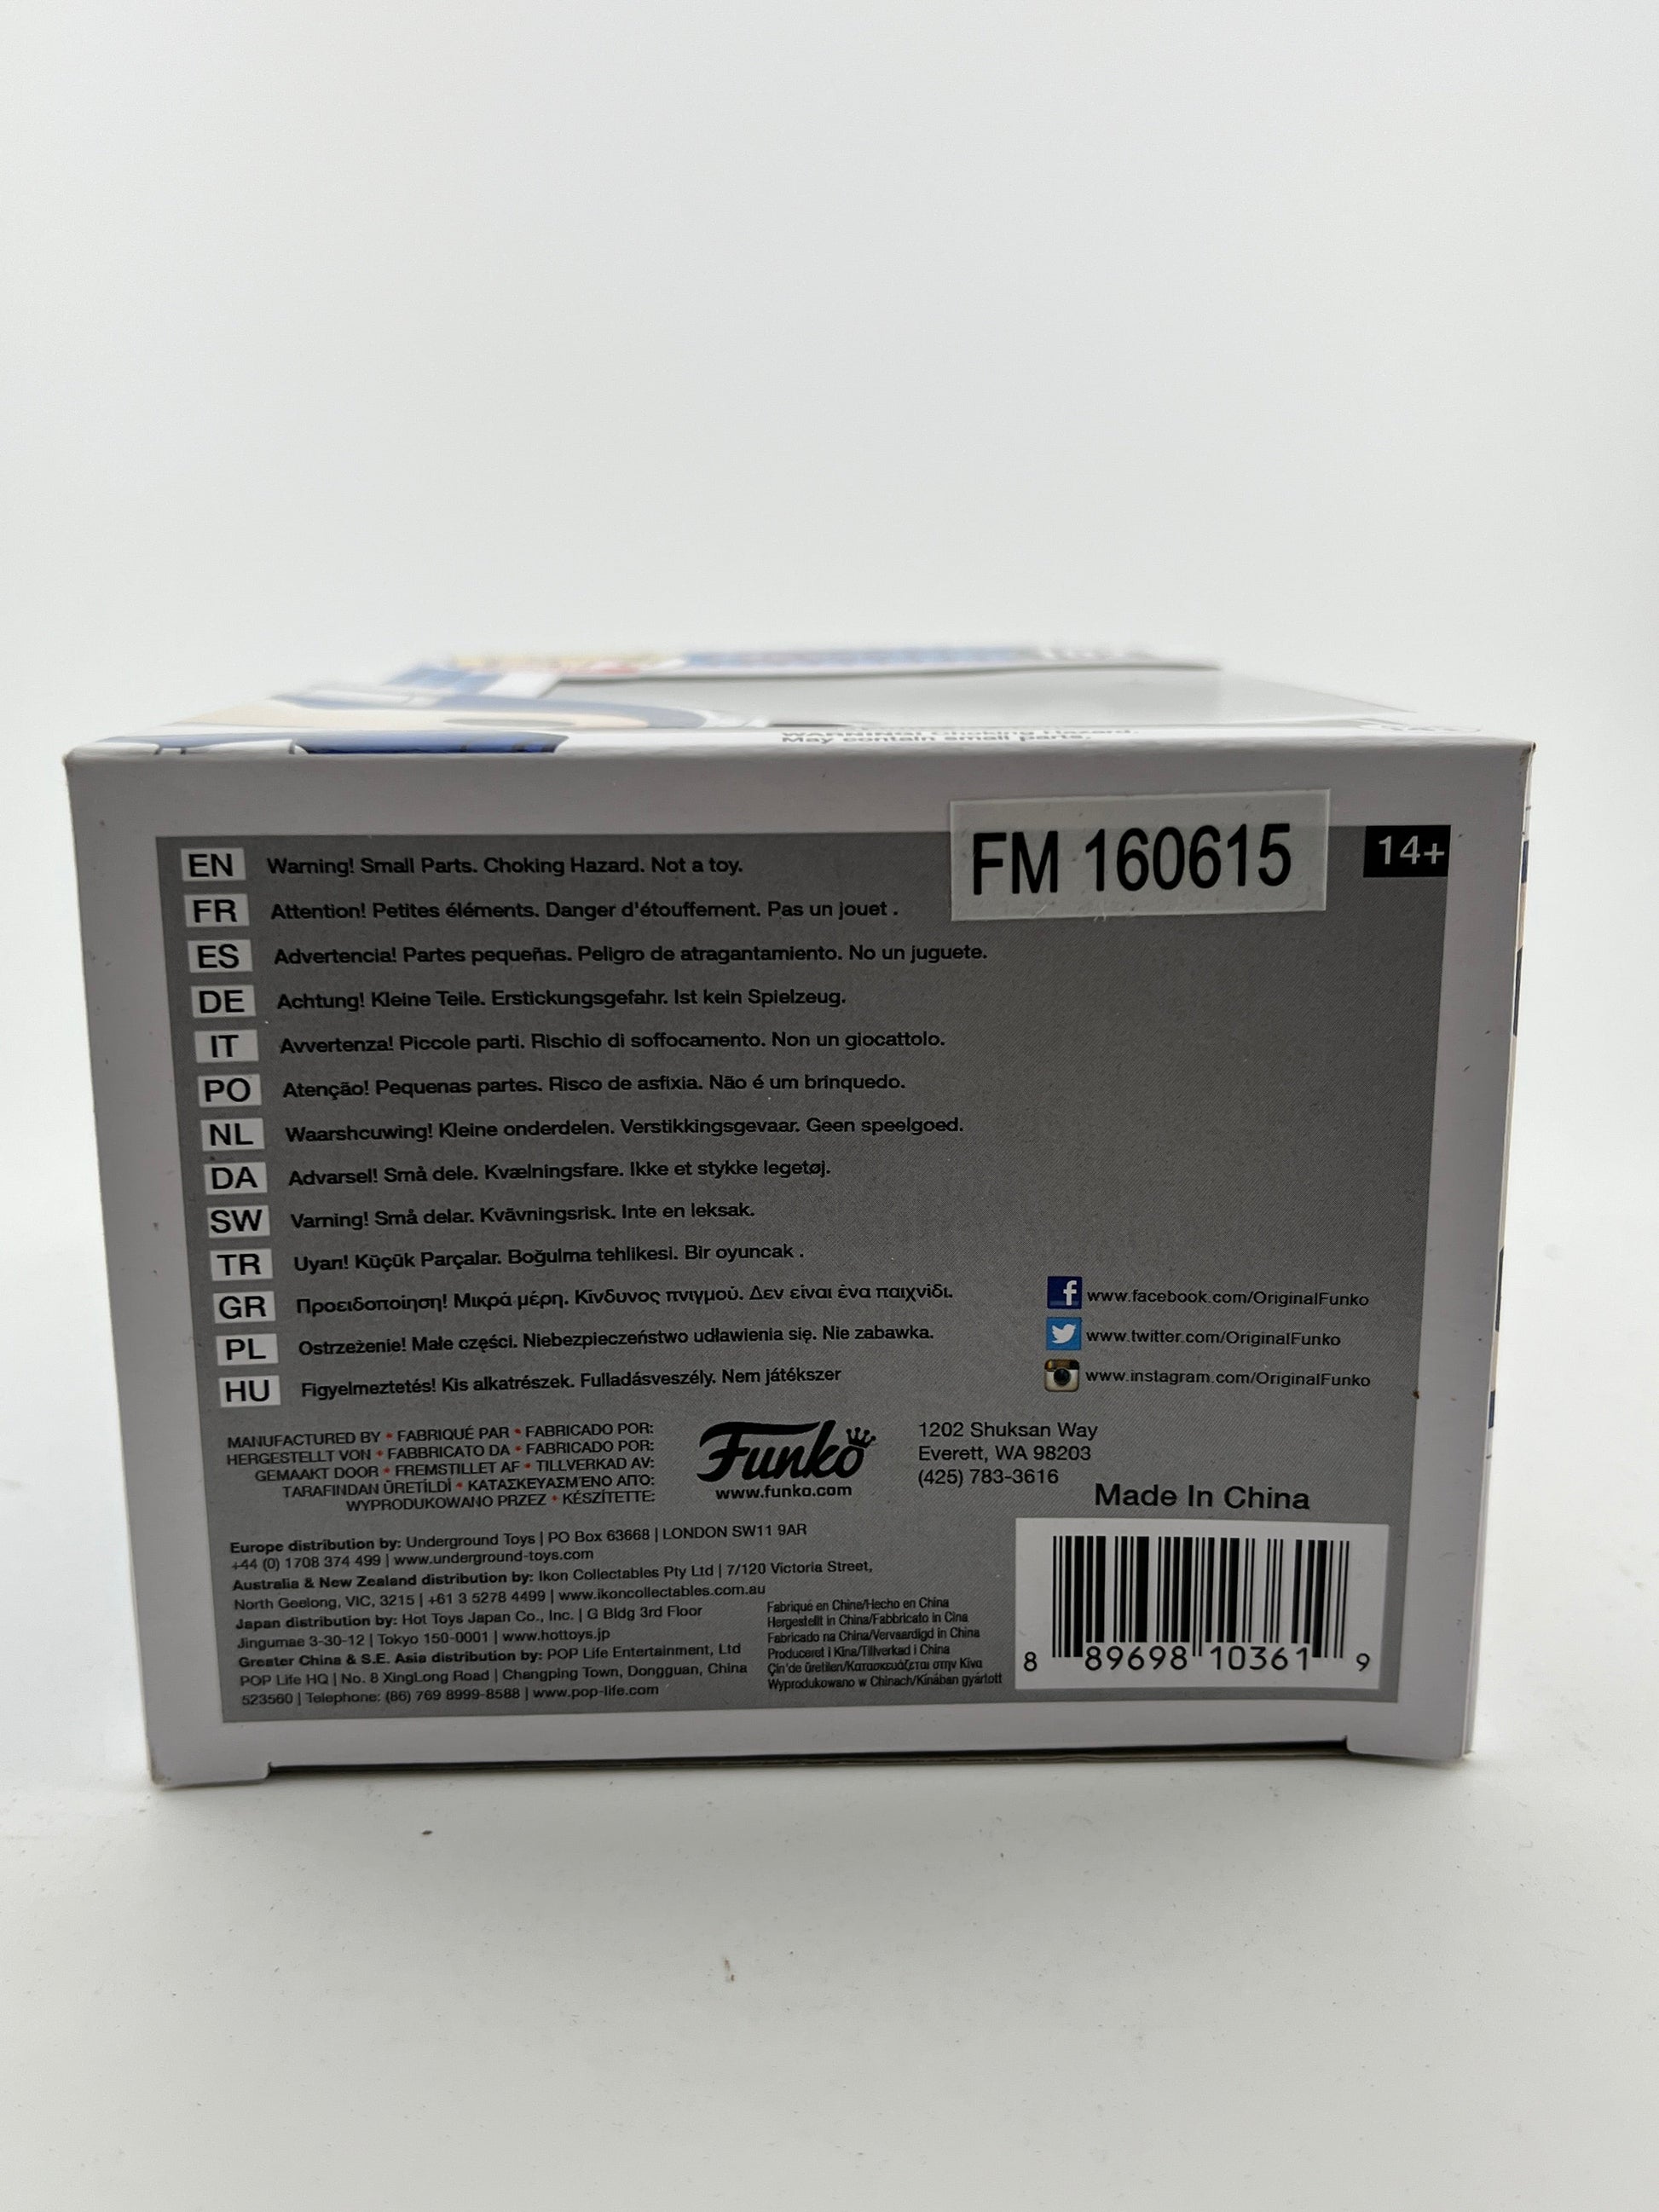 WARNING! Choking Hazard.
May contain small parts.
FM 160615
14+
EN Warning! Small Parts. Choking Hazard. Not a toy.
FR Attention! Petites éléments. Danger d'étouffement. Pas un jouet .
ES Advertencia! Partes pequeñas. Peligro de atragantamiento. No un juguete.
DE Achtung! Kleine Teile. Erstickungsgefahr. Ist kein Spielzeug.
IT Avvertenza! Piccole parti. Rischio di soffocamento. Non un giocattolo.
PO Atenção! Pequenas partes. Risco de asfixia. Não é um brinquedo.
NL Waarshcuwing! Kleine onderdelen. Verstikkingsgevaar. Geen speelgoed.
DA Advarsel! Små dele. Kvælningsfare. Ikke et stykke legetøj.
SW Varning! Små delar. Kvävningsrisk. Inte en leksak.
TR Uyarı! Küçük Parçalar. Boğulma tehlikesi. Bir oyuncak .
GR Προειδοποίηση! Μικρά μέρη. Κίνδυνος πνιγμού. Δεν είναι ένα παιχνίδι.
PL Ostrzeżenie! Małe części. Niebezpieczeństwo udławienia się. Nie zabawka.
HU Figyelmeztetés! Kis alkatrészek. Fulladásveszély. Nem játékszer
www.facebook.com/OriginalFunko
www.twitter.com/OriginalFunko
www.instagram.com/OriginalFunko
MANUFACTURED BY • FABRIQUÉ PAR • FABRICADO POR:
HERGESTELLT VON • FABBRICATO DA • FABRICADO POR:
GEMAAKT DOOR • FREMSTILLET AF • TILLVERKAD AV:
TARAFINDAN ÜRETİLDİ • ΚΑΤΑΣΚΕΥΑΣΜΈΝΟ ΑΠΌ:
WYPRODUKOWANO PRZEZ • KÉSZÍTETTE:
Funko
www.funko.com
1202 Shuksan Way
Everett, WA 98203
(425) 783-3616
Made In China
Europe distribution by: Underground Toys | PO Box 63668 | LONDON SW11 9AR
+44 (0) 1708 374 499 | www.underground-toys.com
Australia & New Zealand distribution by: Ikon Collectables Pty Ltd | 7/120 Victoria Street,
North Geelong, VIC, 3215 | +61 3 5278 4499 | www.ikoncollectables.com.au
Japan distribution by: Hot Toys Japan Co., Inc. | G Bldg 3rd Floor
Jingumae 3-30-12 | Tokyo 150-0001 | www.hottoys.jp
Greater China & S.E. Asia distribution by: POP Life Entertainment, Ltd
POP Life HQ | No. 8 XingLong Road | Changping Town, Dongguan, China
523560 | Telephone: (86) 769 8999-8588 | www.pop-life.com
Fabriqué en Chine/Hecho en China
Hergestellt in China/Fabbricato in Cina
Fabricado na China/Vervaardigd in China
Produceret i Kina/Tillverkad i China
Çin'de üretilen/Κατασκευάζεται στην Κίνα
Wyprodukowano w Chinach/Kínában gyártott
8 89698 10361 9